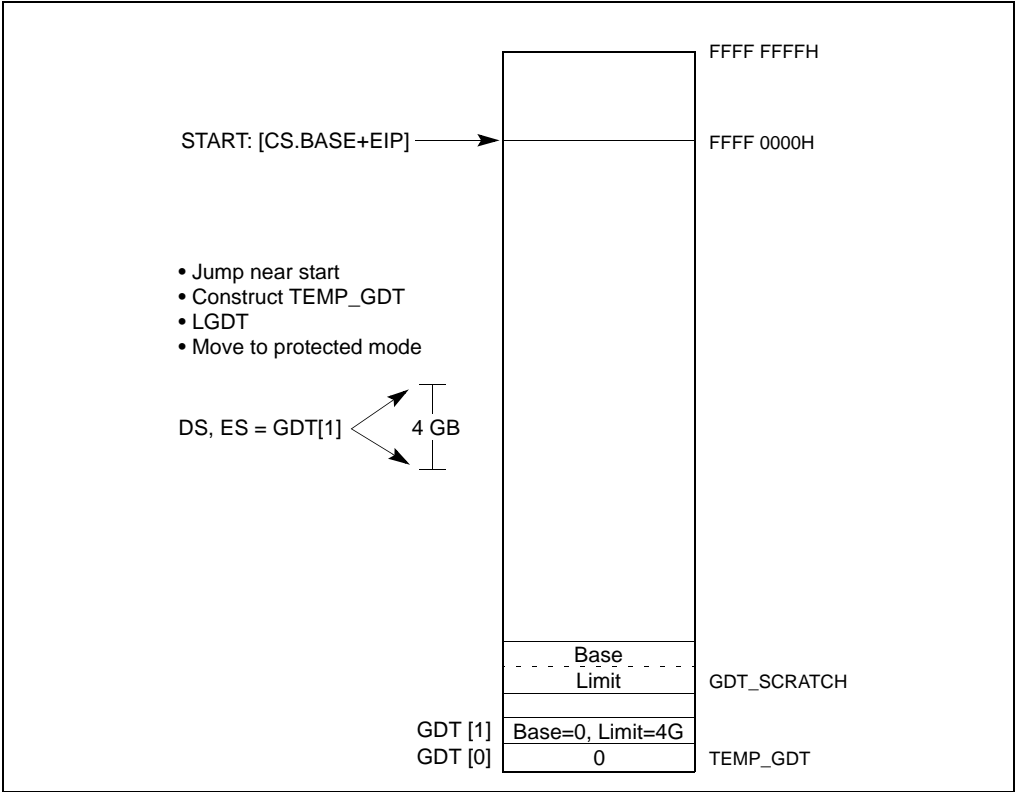 FFFF FFFFH
START: [CS.BASE+EIP]
FFFF 0000H
• Jump near start
• Construct TEMP_GDT
• LGDT
• Move to protected mode
DS, ES = GDT[1]
4 GB
Base
Limit
GDT_SCRATCH
GDT [1]
Base=0, Limit=4G
GDT [0]
0
TEMP_GDT